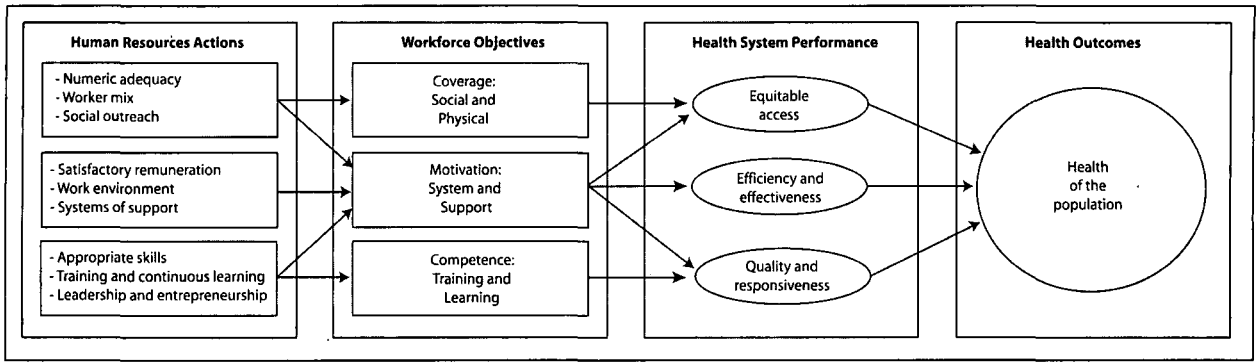 Human Resources Actions
- Numeric adequacy
- Worker mix
- Social outreach
- Satisfactory remuneration
- Work environment
- Systems of support
- Appropriate skills
- Training and continuous learning
- Leadership and entrepreneurship
Workforce Objectives
Coverage:
Social and
Physical
Motivation:
System and
Support
Competence:
Training and
Learning
Health System Performance
Equitable
access
Efficiency and
effectiveness
Quality and
responsiveness
Health Outcomes
Health
of the
population